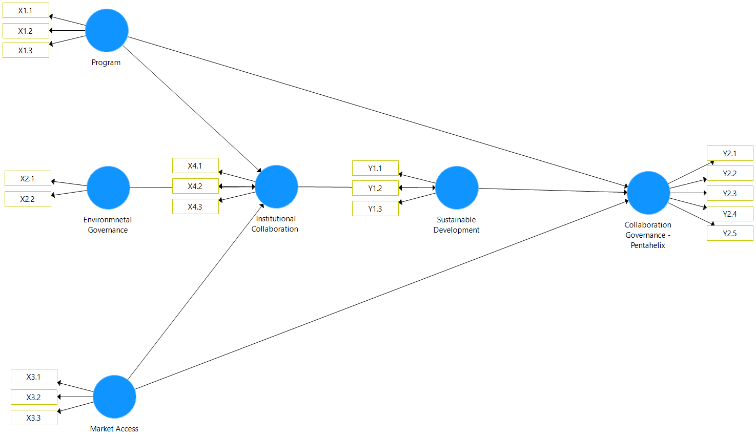 X1.1
X1.2
X1.3
Program
X2.1
X2.2
Environmnetal
Governance
X4.1
X4.2
X4.3
Institutional
Collaboration
Y1.1
Y1.2
Y1.3
Sustainable
Development
Y2.1
Y2.2
Y2.3
Y2.4
Y2.5
Collaboration
Governance -
Pentahelix
X3.1
X3.2
X3.3
Market Access